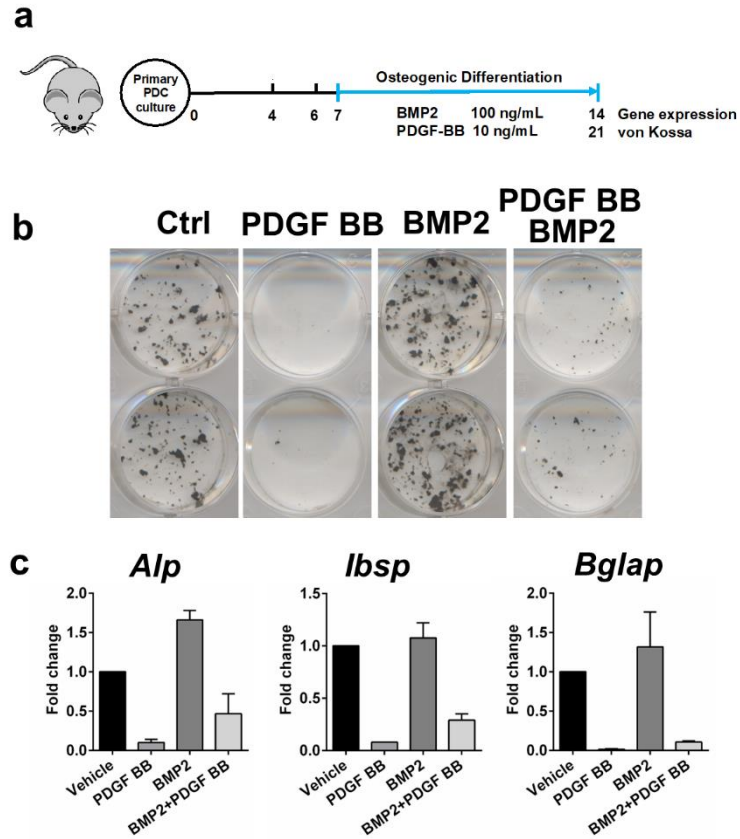 a
Primary
PDC
culture
Osteogenic Differentiation
0 4 6 7
BMP2 100 ng/mL 14 Gene expression
PDGF-BB 10 ng/mL 21 von Kossa
b
Ctrl PDGF BB BMP2 PDGF BB
BMP2
c
Alp
Fold change
2.0
1.5
1.0
0.5
0.0
Vehicle
PDGF BB
BMP2
BMP2+PDGF BB
Ibsp
Fold change
1.5
1.0
0.5
0.0
Vehicle
PDGF BB
BMP2
BMP2+PDGF BB
Bglap
Fold change
2.0
1.5
1.0
0.5
0.0
Vehicle
PDGF BB
BMP2
BMP2+PDGF BB